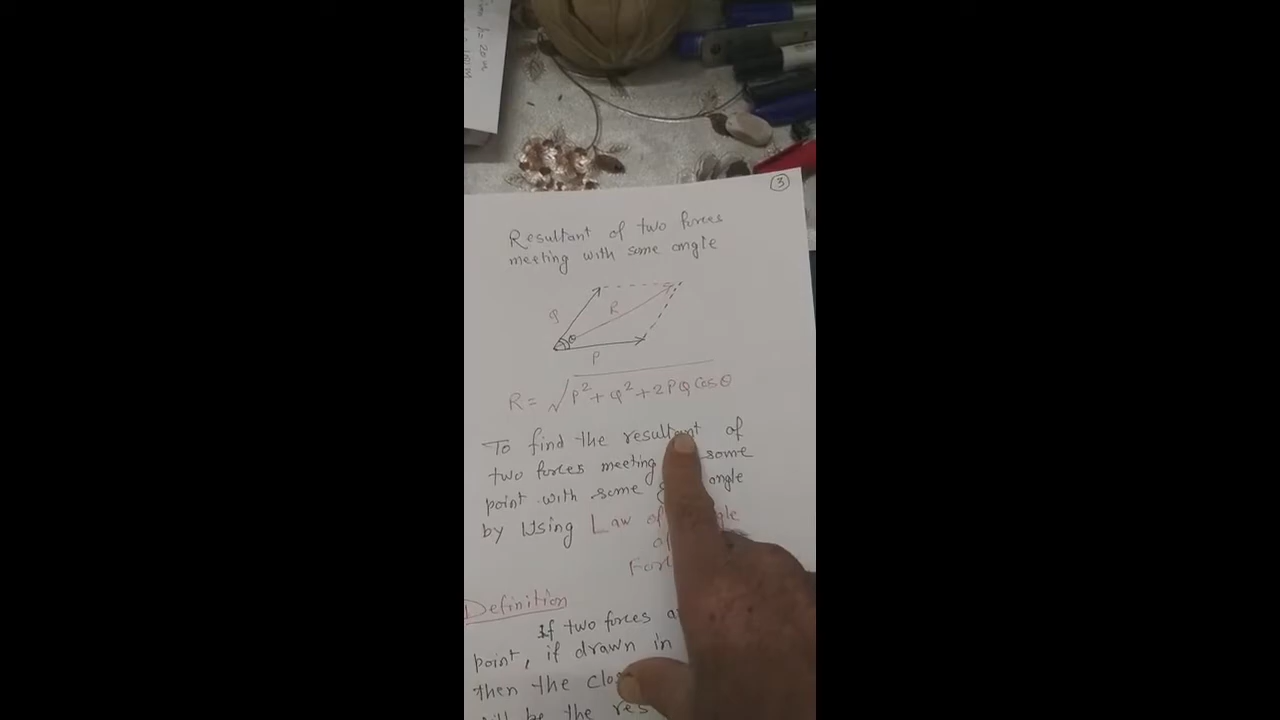 h = 20 m
3
Resultant of two forces
meeting with some angle
Q
R
θ
P
R = √P² + Q² + 2PQ Cos θ
To find the resultant of
two forces meeting some
point with some angle
by Using Law of
of
Definition
If two forces
point, if drawn in
then the
will be the